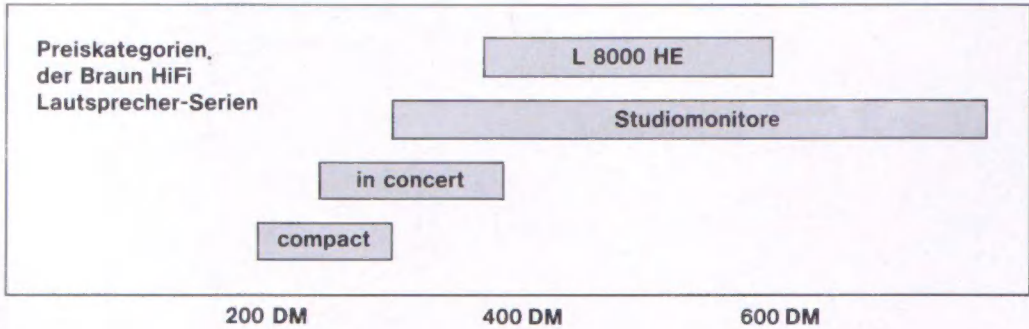 Preiskategorien.
der Braun HiFi
Lautsprecher-Serien
L 8000 HE
Studiomonitore
in concert
compact
200 DM 400 DM 600 DM